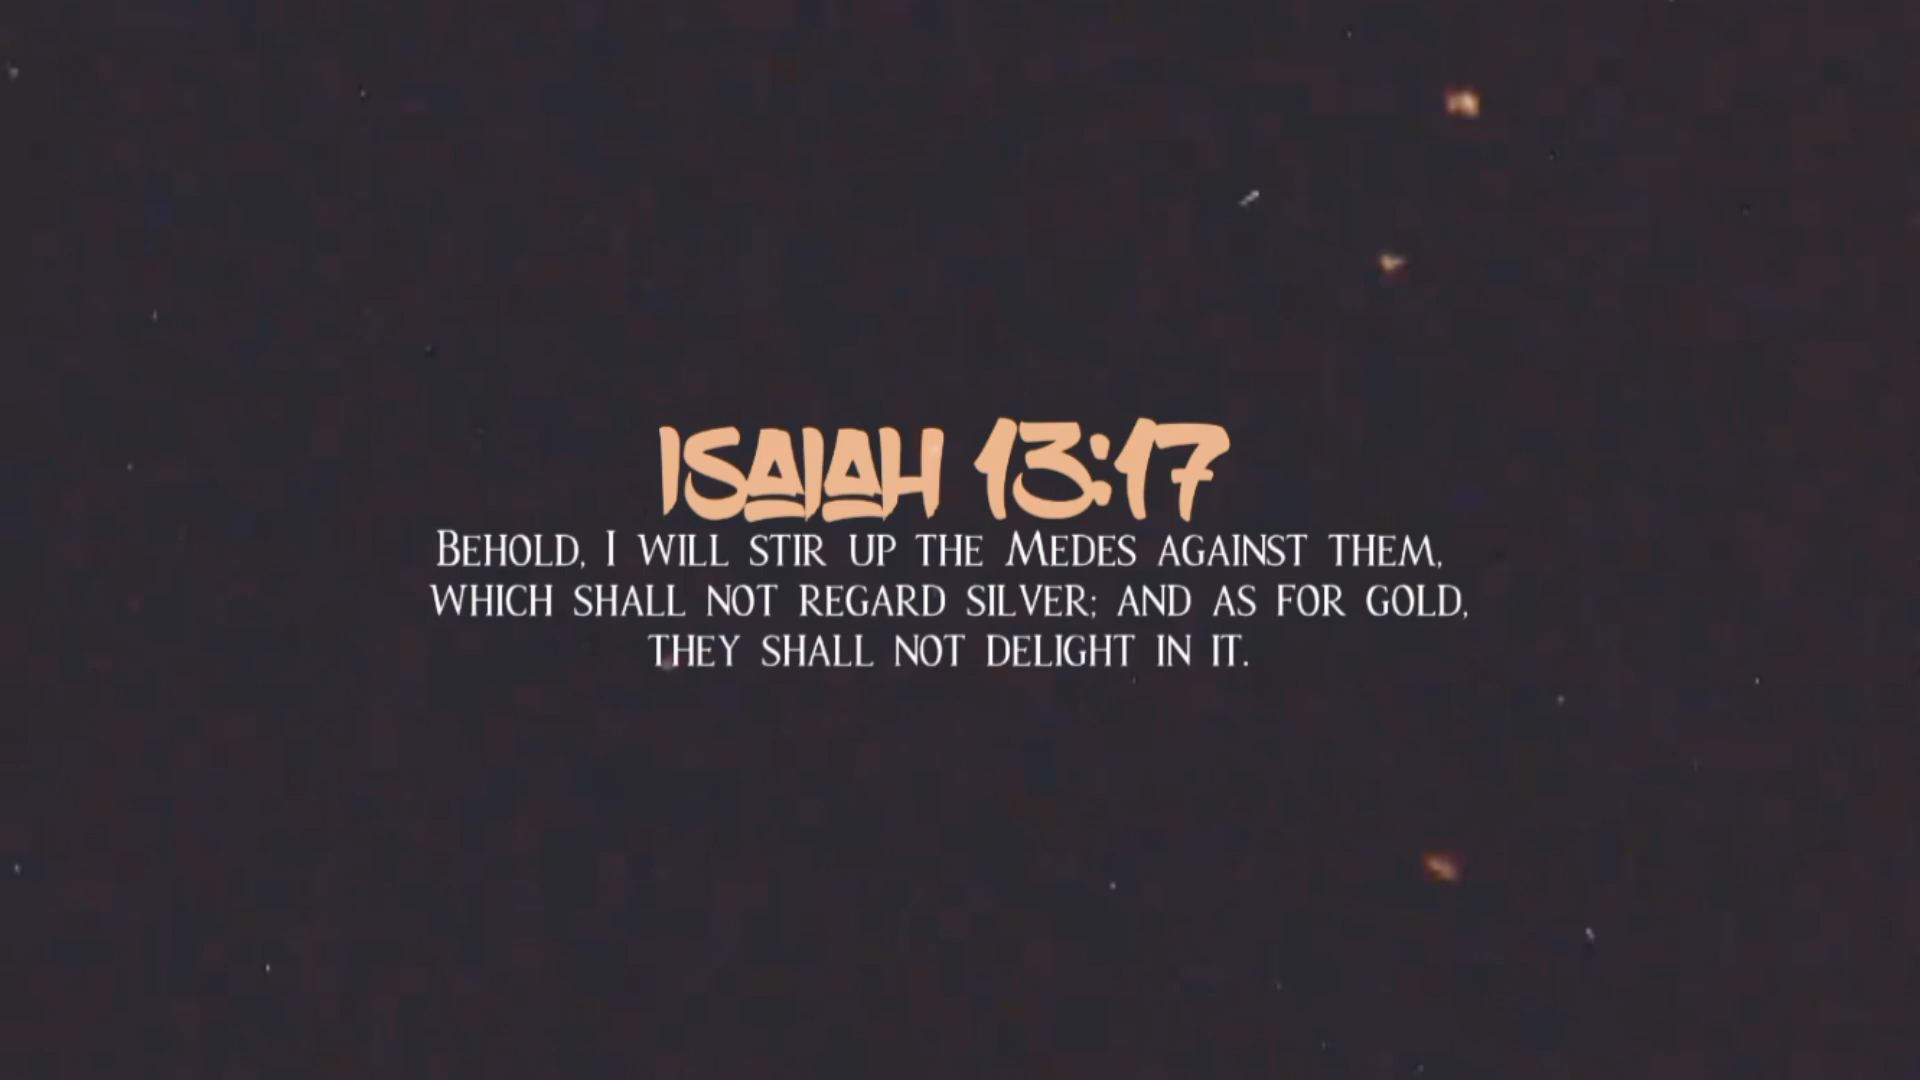 ISAIAH 13:17
Behold, I will stir up the Medes against them,
which shall not regard silver; and as for gold,
they shall not delight in it.